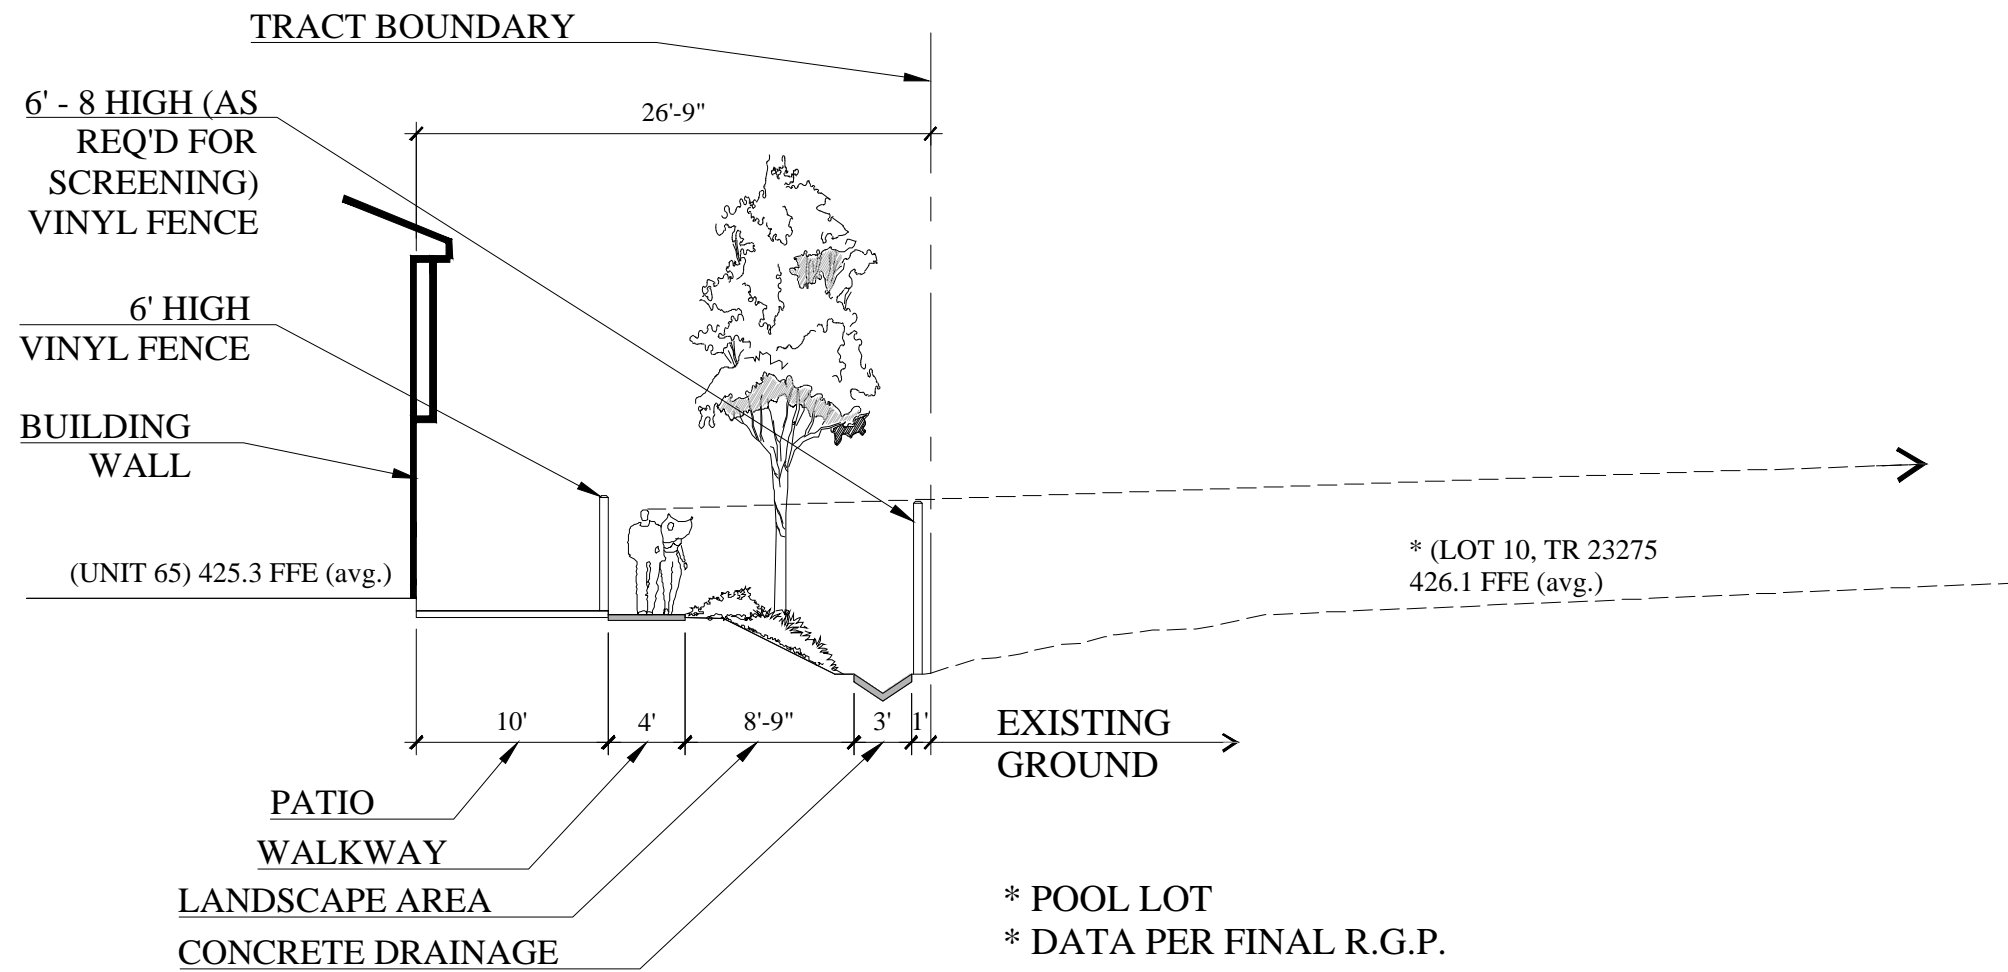 TRACT BOUNDARY
6' - 8 HIGH (AS
REQ'D FOR
SCREENING)
VINYL FENCE
26'-9"
6' HIGH
VINYL FENCE
BUILDING
WALL
(UNIT 65) 425.3 FFE (avg.)
* (LOT 10, TR 23275
426.1 FFE (avg.)
10'
4'
8'-9"
3'
1'
EXISTING
GROUND
PATIO
WALKWAY
LANDSCAPE AREA
CONCRETE DRAINAGE
* POOL LOT
* DATA PER FINAL R.G.P.